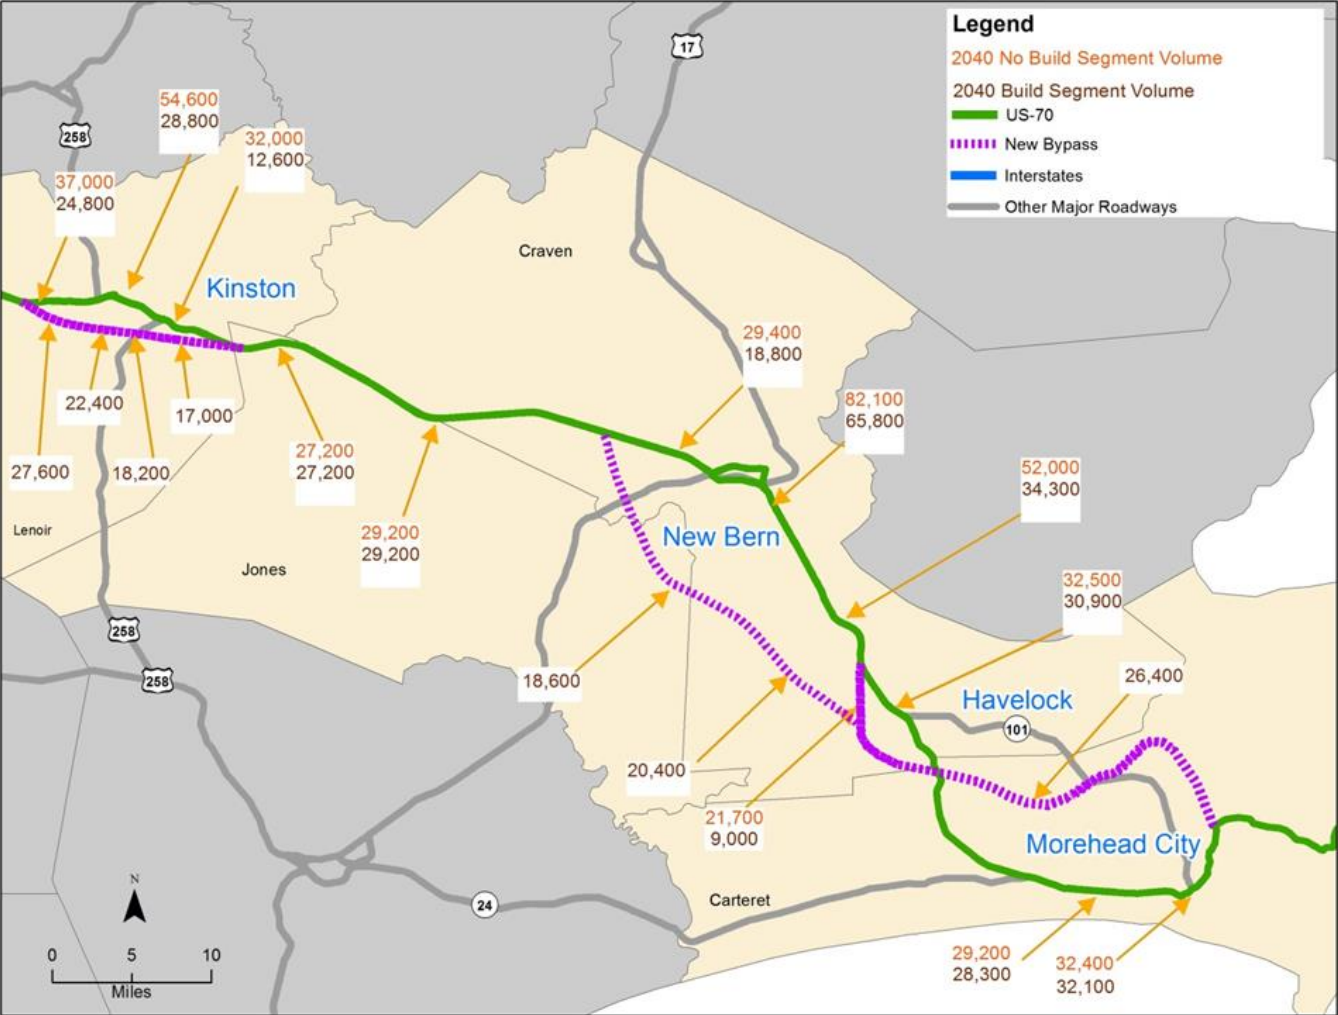 Legend
2040 No Build Segment Volume
2040 Build Segment Volume
US-70
New Bypass
Interstates
Other Major Roadways
17
54,600
28,800
258
32,000
12,600
37,000
24,800
Craven
Kinston
29,400
18,800
82,100
65,800
22,400
17,000
27,600
18,200
27,200
27,200
52,000
34,300
29,200
29,200
Lenoir
New Bern
Jones
32,500
30,900
258
258
18,600
26,400
Havelock
101
20,400
21,700
9,000
Morehead City
N
24
Carteret
0 5 10
Miles
29,200
28,300
32,400
32,100